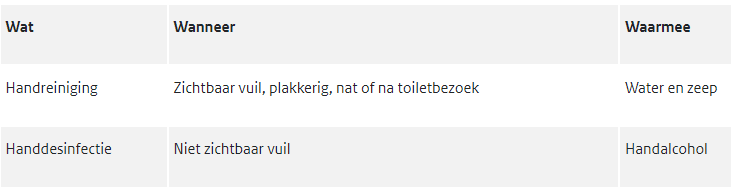 Wat Wanneer Waarmee
Handreiniging Zichtbaar vuil, plakkerig, nat of na toiletbezoek Water en zeep
Handdesinfectie Niet zichtbaar vuil Handalcohol